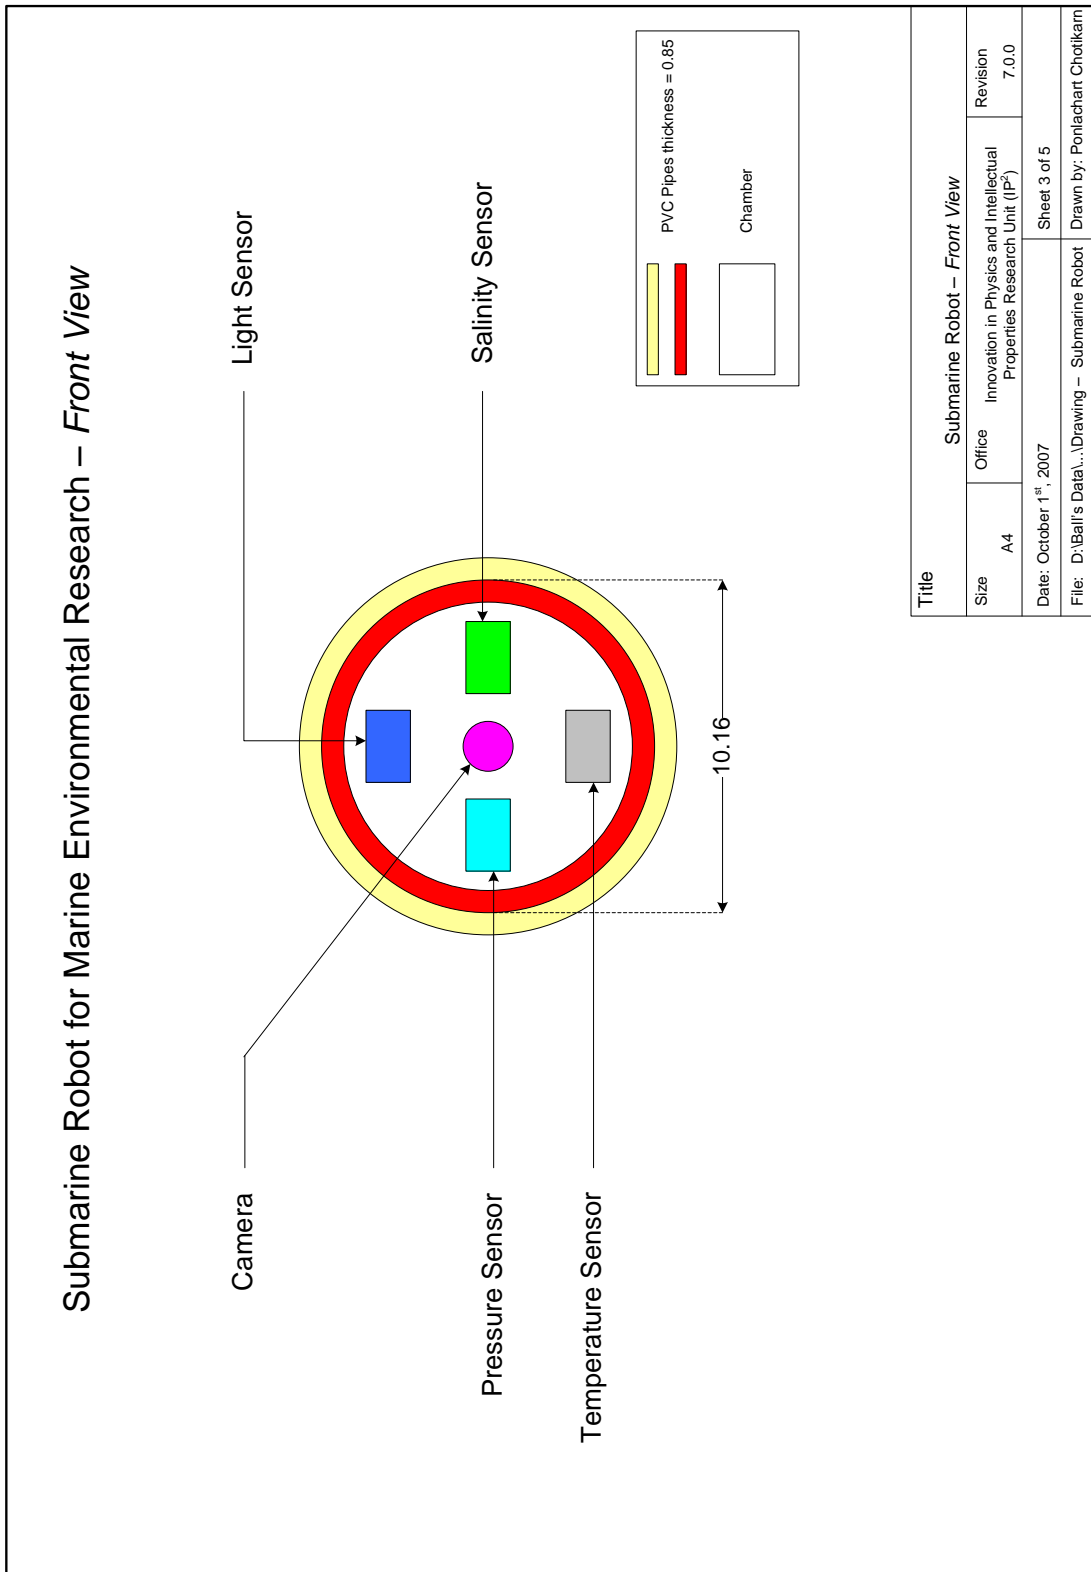 Submarine Robot for Marine Environmental Research – Front View
Light Sensor
Camera
Salinity Sensor
Pressure Sensor
Temperature Sensor
10.16
PVC Pipes thickness = 0.85
Chamber
Title
Submarine Robot – Front View
Size
A4
Office
Innovation in Physics and Intellectual
Properties Research Unit (IP²)
Revision
7.0.0
Date: October 1st, 2007
Sheet 3 of 5
File: D:\Ball's Data\...\Drawing – Submarine Robot
Drawn by: Ponlachart Chotikarn